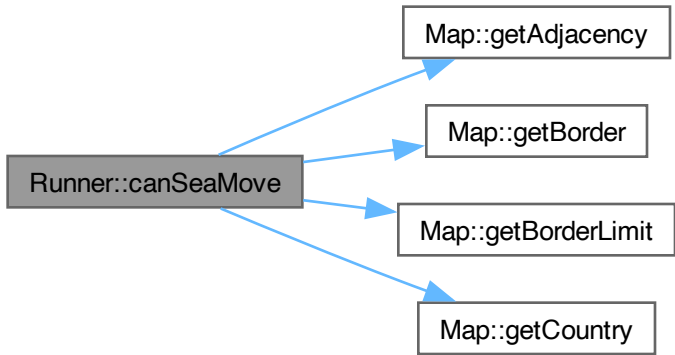 Map::getAdjacency
Map::getBorder
Runner::canSeaMove
Map::getBorderLimit
Map::getCountry